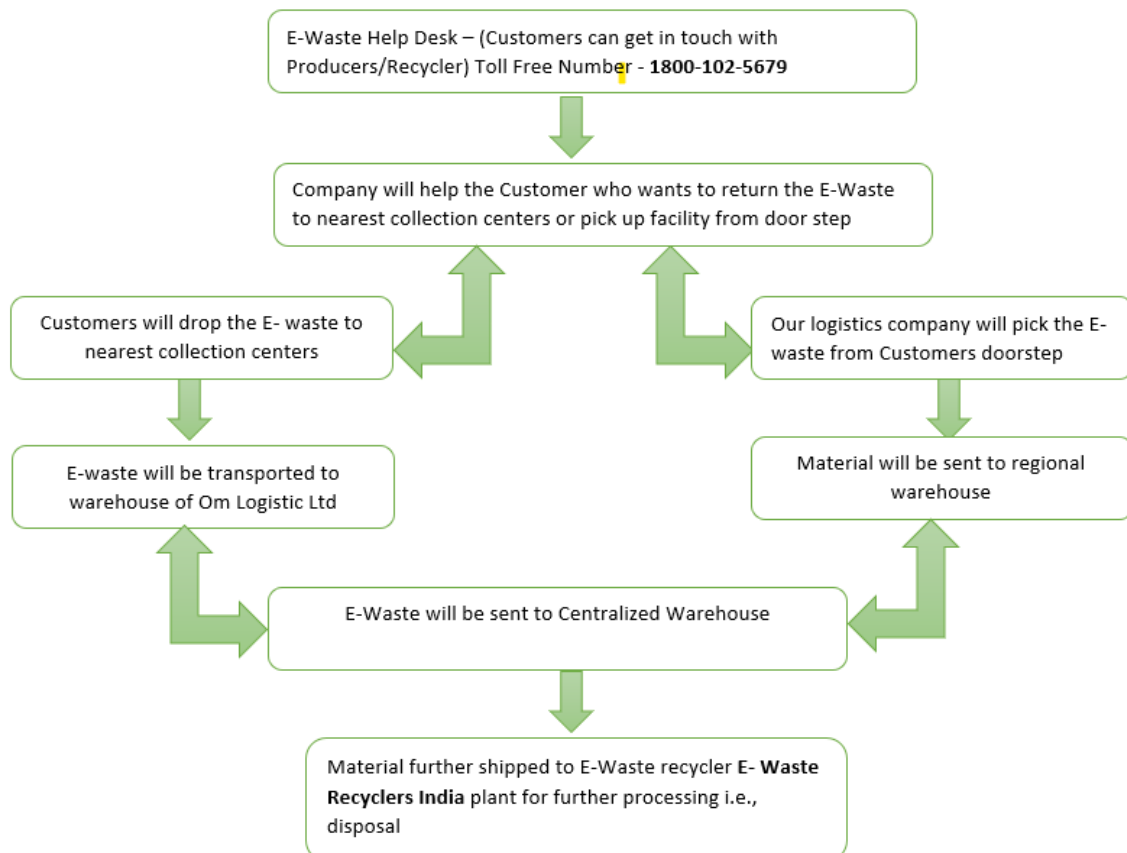 E-Waste Help Desk – (Customers can get in touch with
Producers/Recycler) Toll Free Number - 1800-102-5679
Company will help the Customer who wants to return the E-Waste
to nearest collection centers or pick up facility from door step
Customers will drop the E- waste to
nearest collection centers
Our logistics company will pick the E-
waste from Customers doorstep
E-waste will be transported to
warehouse of Om Logistic Ltd
Material will be sent to regional
warehouse
E-Waste will be sent to Centralized Warehouse
Material further shipped to E-Waste recycler E- Waste
Recyclers India plant for further processing i.e.,
disposal